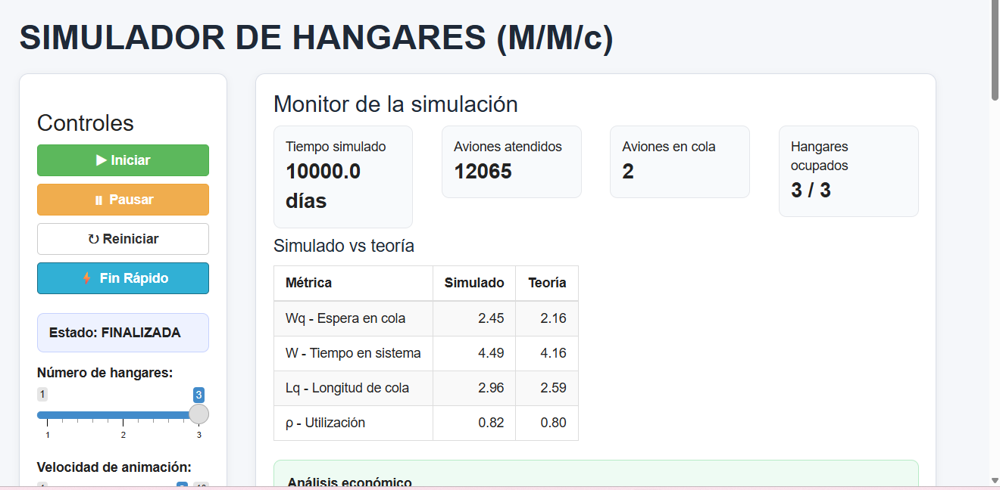 SIMULADOR DE HANGARES (M/M/c)
Controles
▶ Iniciar
⏸ Pausar
↻ Reiniciar
⚡ Fin Rápido
Estado: FINALIZADA
Número de hangares:
1 3
1 2 3
Velocidad de animación:
Monitor de la simulación
Tiempo simulado
10000.0
días
Aviones atendidos
12065
Aviones en cola
2
Hangares
ocupados
3 / 3
Simulado vs teoría
Métrica Simulado Teoría
Wq - Espera en cola 2.45 2.16
W - Tiempo en sistema 4.49 4.16
Lq - Longitud de cola 2.96 2.59
ρ - Utilización 0.82 0.80
Análisis económico